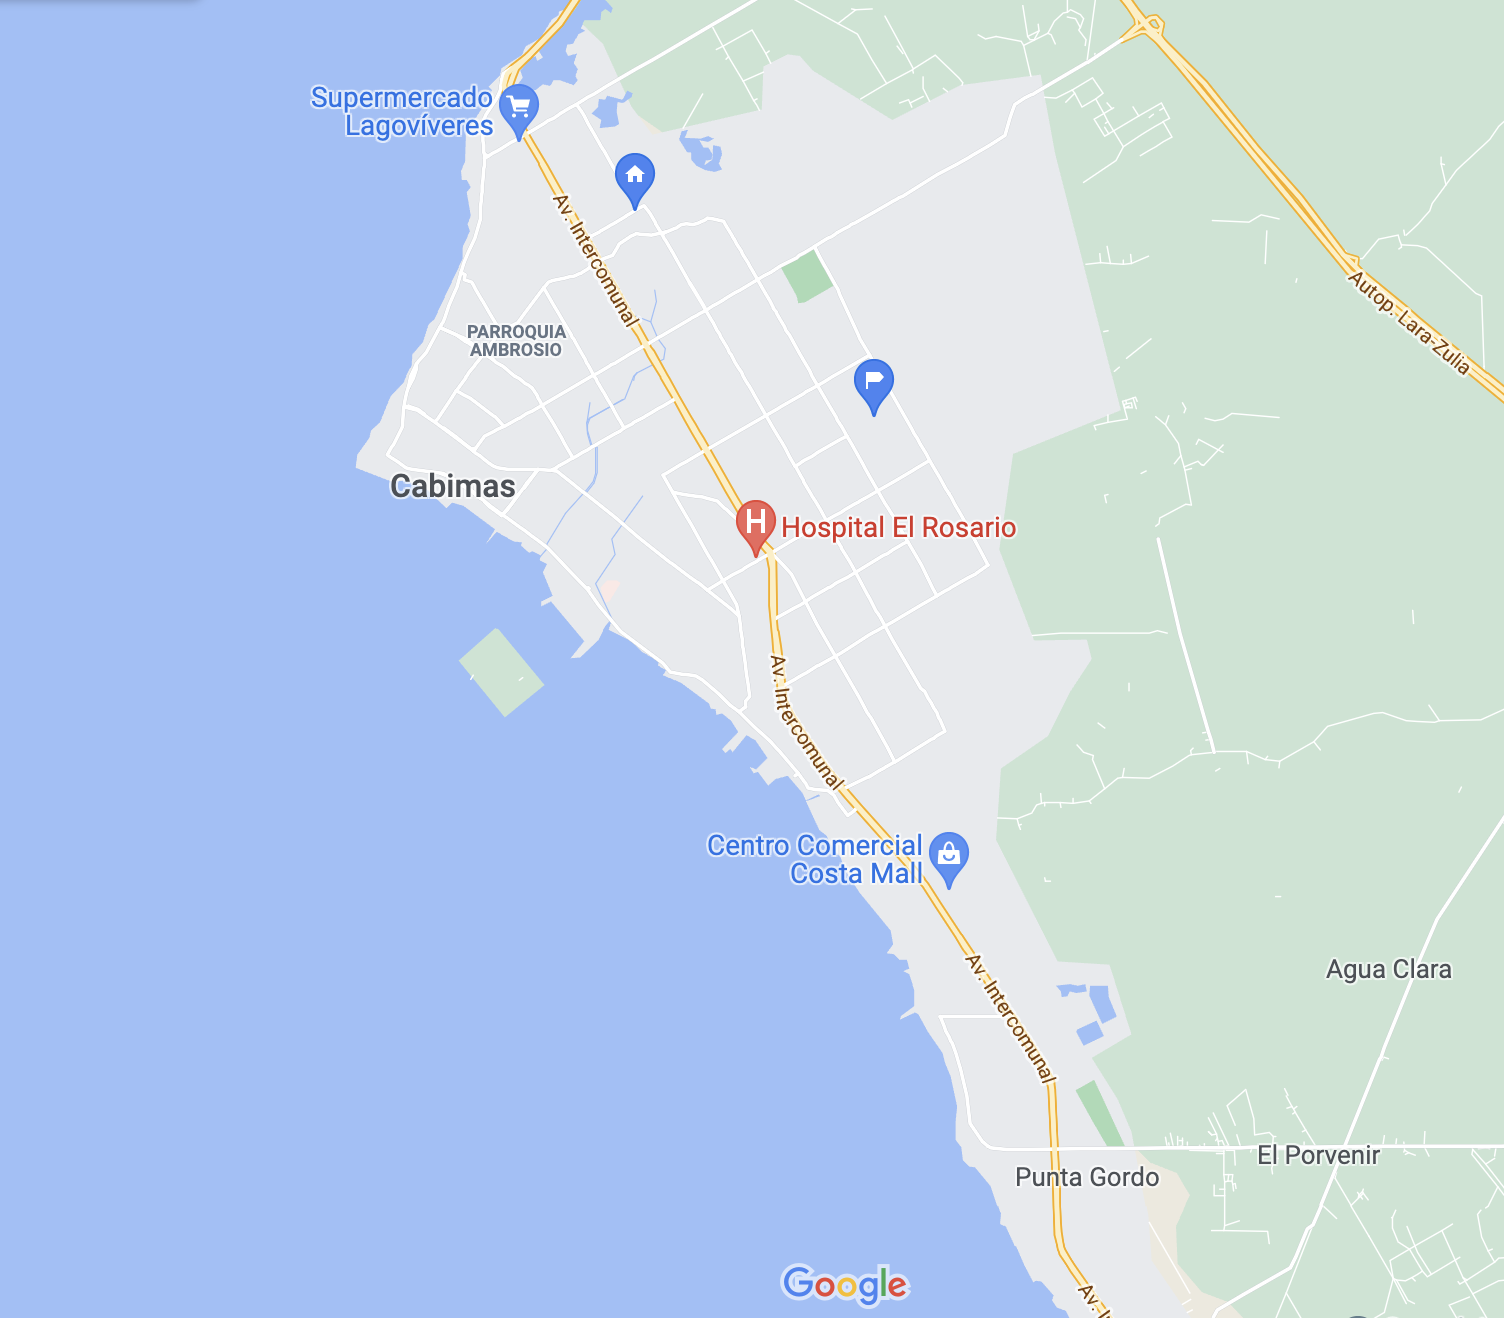 Supermercado
Lagovíveres
Av. Intercomunal
Autop. Lara-Zulia
PARROQUIA
AMBROSIO
Cabimas
H
Hospital El Rosario
Av. Intercomunal
Centro Comercial
Costa Mall
Av. Intercomunal
Agua Clara
El Porvenir
Punta Gordo
Google
Av.